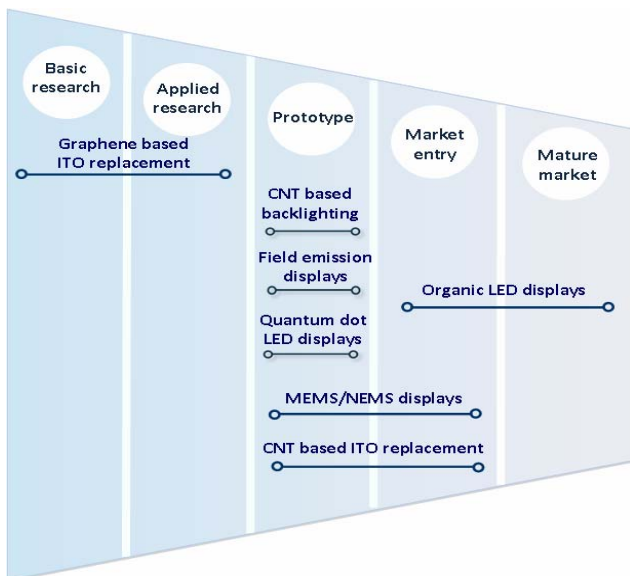 Basic
research
Applied
research
Prototype
Market
entry
Mature
market
Graphene based
ITO replacement
CNT based
backlighting
Field emission
displays
Organic LED displays
Quantum dot
LED displays
MEMS/NEMS displays
CNT based ITO replacement